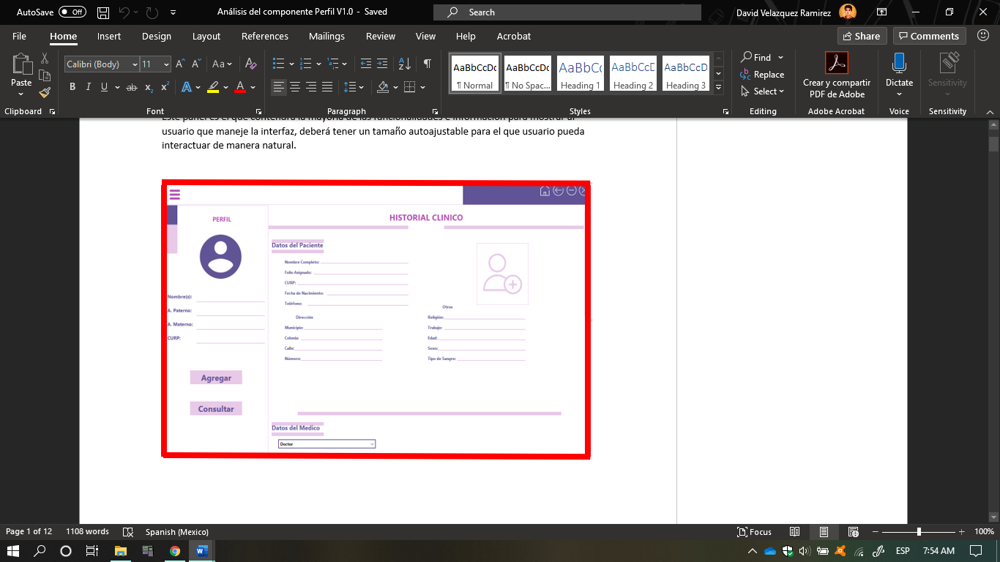 AutoSave Off Análisis del componente Perfil V1.0 - Saved Search David Velazquez Ramirez
File Home Insert Design Layout References Mailings Review View Help Acrobat Share Comments
Paste
Calibri (Body) 11
AaBbCcDc AaBbCcDc AaBbCc AaBbCcD AaBbCcD
¶ Normal ¶ No Spac... Heading 1 Heading 2 Heading 3
Find
Replace
Select
Crear y compartir
PDF de Adobe
Dictate
Sensitivity
Clipboard Font Paragraph Styles Editing Adobe Acrobat Voice Sensitivity
Este panel es el que contendrá la mayoría de las funcionalidades e información para mostrar al
usuario que maneje la interfaz, deberá tener un tamaño autoajustable para el que usuario pueda
interactuar de manera natural.
PERFIL
Nombre(s):
A. Paterno:
A. Materno:
CURP:
Agregar
Consultar
HISTORIAL CLINICO
Datos del Paciente
Nombre Completo:
Folio Asignado:
CURP:
Fecha de Nacimiento:
Teléfono:
Dirección
Municipio:
Colonia:
Calle:
Número:
Otros
Religión:
Trabajo:
Edad:
Sexo:
Tipo de Sangre:
Datos del Medico
Doctor
Page 1 of 12 1108 words Spanish (Mexico) Focus 100%
ESP 7:54 AM